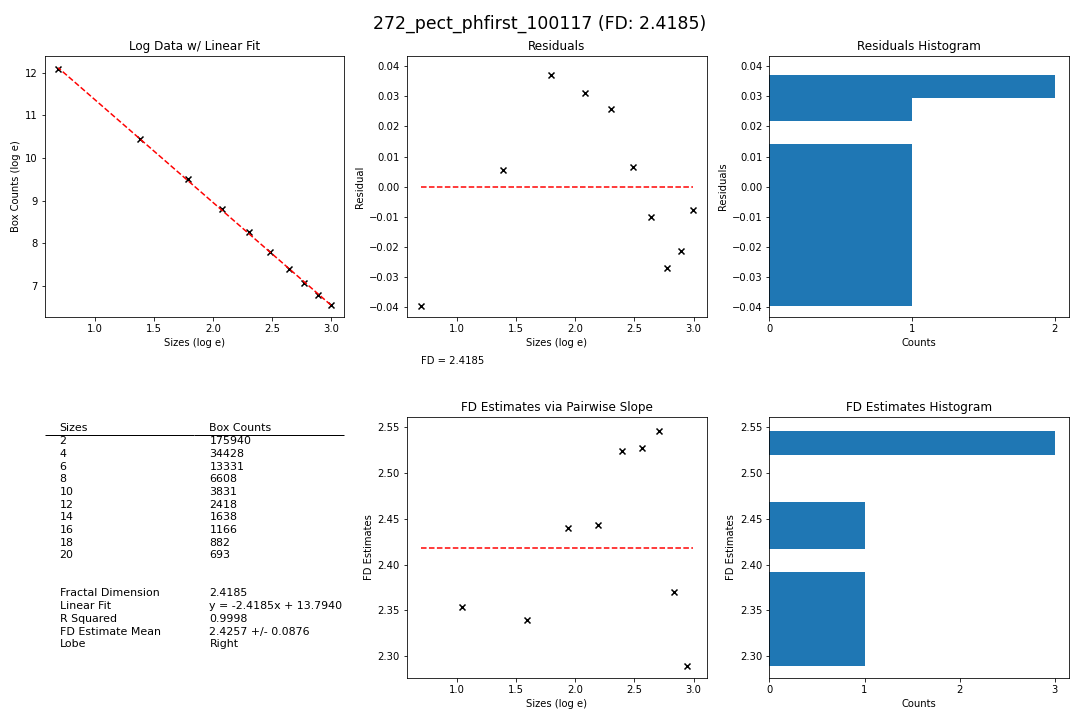 272_pect_phfirst_100117 (FD: 2.4185)
Log Data w/ Linear Fit
12
11
10
9
8
7
Box Counts (log e)
1.0 1.5 2.0 2.5 3.0
Sizes (log e)
Residuals
0.04
0.03
0.02
0.01
0.00
−0.01
−0.02
−0.03
−0.04
Residual
1.0 1.5 2.0 2.5 3.0
Sizes (log e)
FD = 2.4185
Residuals Histogram
0.04
0.03
0.02
0.01
0.00
−0.01
−0.02
−0.03
−0.04
Residuals
0 1 2
Counts
Sizes Box Counts
2 175940
4 34428
6 13331
8 6608
10 3831
12 2418
14 1638
16 1166
18 882
20 693
Fractal Dimension 2.4185
Linear Fit y = -2.4185x + 13.7940
R Squared 0.9998
FD Estimate Mean 2.4257 +/- 0.0876
Lobe Right
FD Estimates via Pairwise Slope
2.55
2.50
2.45
2.40
2.35
2.30
FD Estimates
1.0 1.5 2.0 2.5 3.0
Sizes (log e)
FD Estimates Histogram
2.55
2.50
2.45
2.40
2.35
2.30
FD Estimates
0 1 2 3
Counts